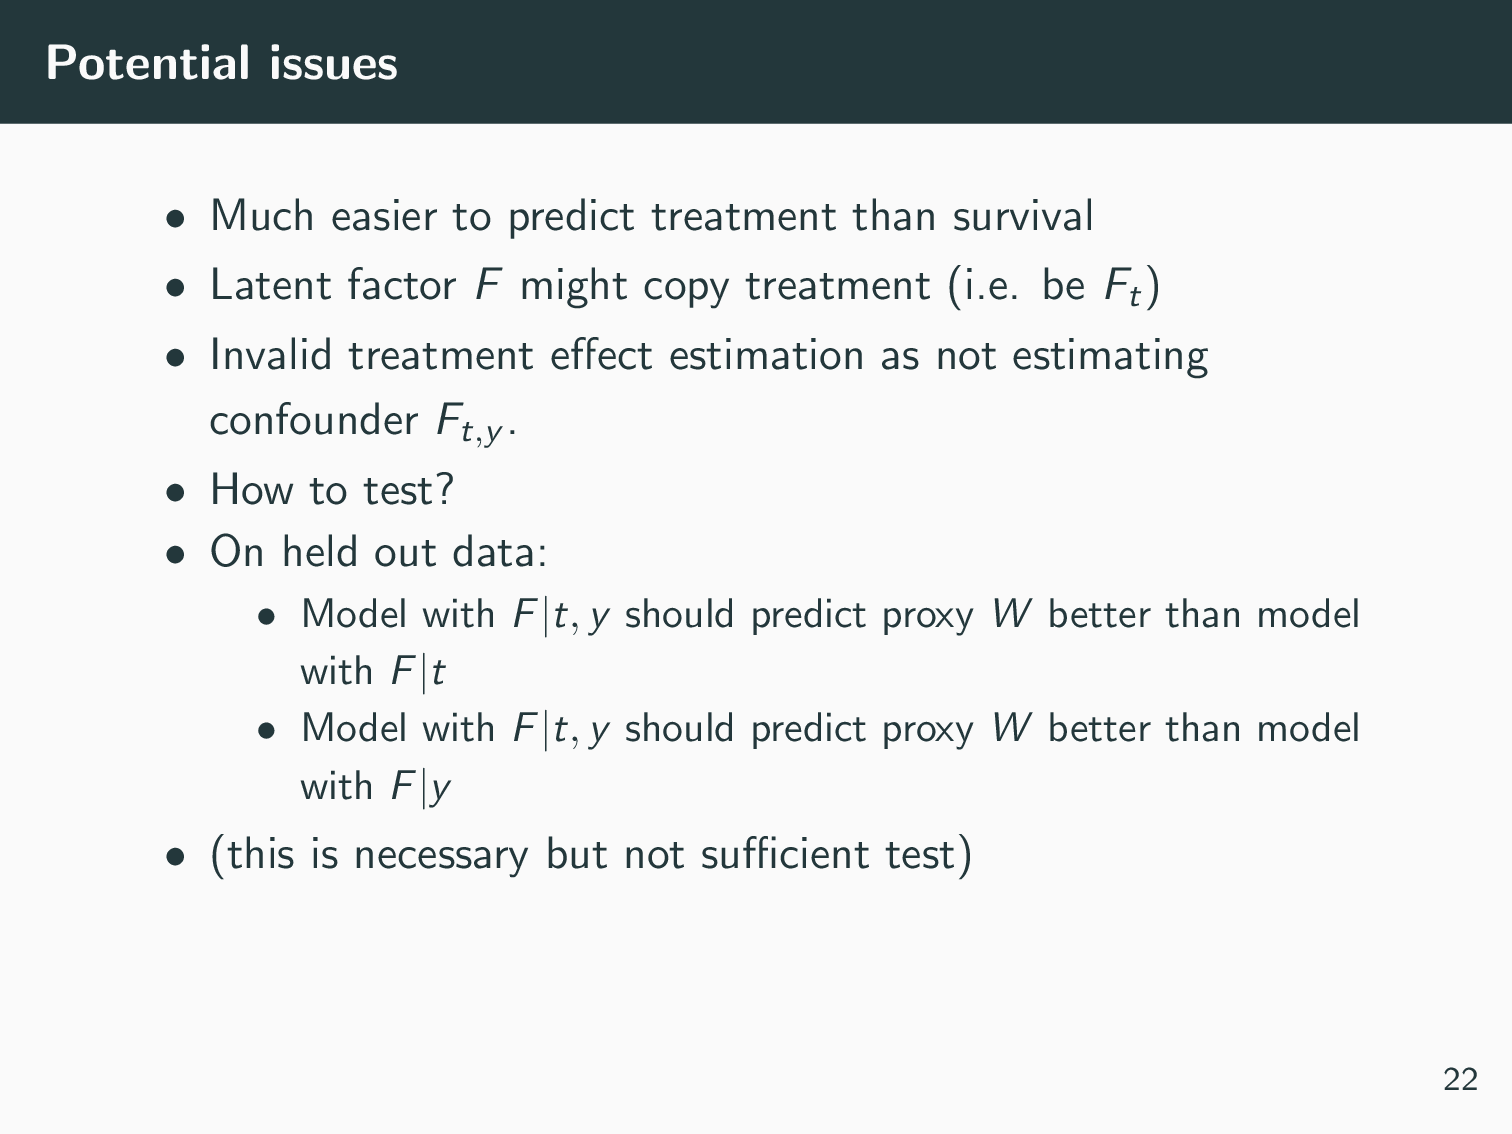 Potential issues
• Much easier to predict treatment than survival
• Latent factor F might copy treatment (i.e. be F_t)
• Invalid treatment effect estimation as not estimating
confounder F_{t,y}.
• How to test?
• On held out data:
• Model with F|t, y should predict proxy W better than model
with F|t
• Model with F|t, y should predict proxy W better than model
with F|y
• (this is necessary but not sufficient test)
22